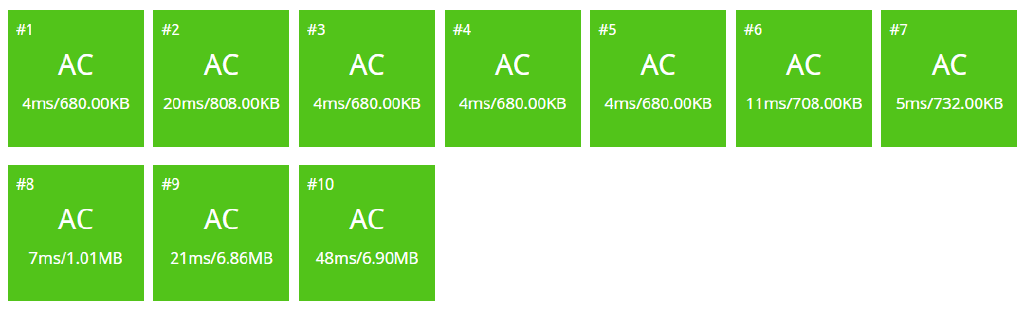 #1 #2 #3 #4 #5 #6 #7
AC AC AC AC AC AC AC
4ms/680.00KB 20ms/808.00KB 4ms/680.00KB 4ms/680.00KB 4ms/680.00KB 11ms/708.00KB 5ms/732.00KB
#8 #9 #10
AC AC AC
7ms/1.01MB 21ms/6.86MB 48ms/6.90MB